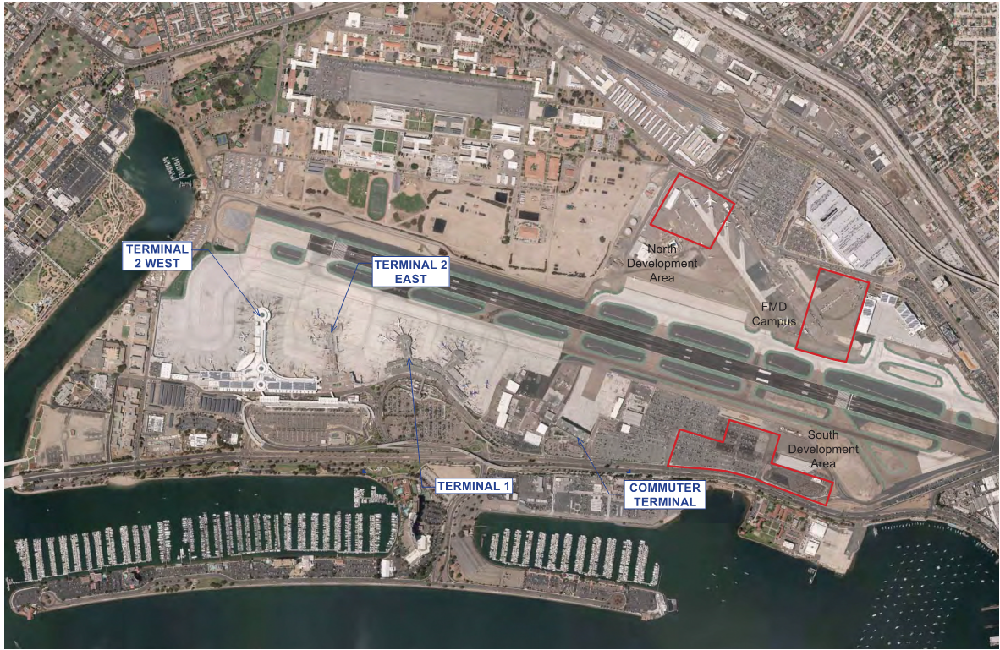 TERMINAL
2 WEST
TERMINAL 2
EAST
North
Development
Area
FMD
Campus
South
Development
Area
TERMINAL 1
COMMUTER
TERMINAL